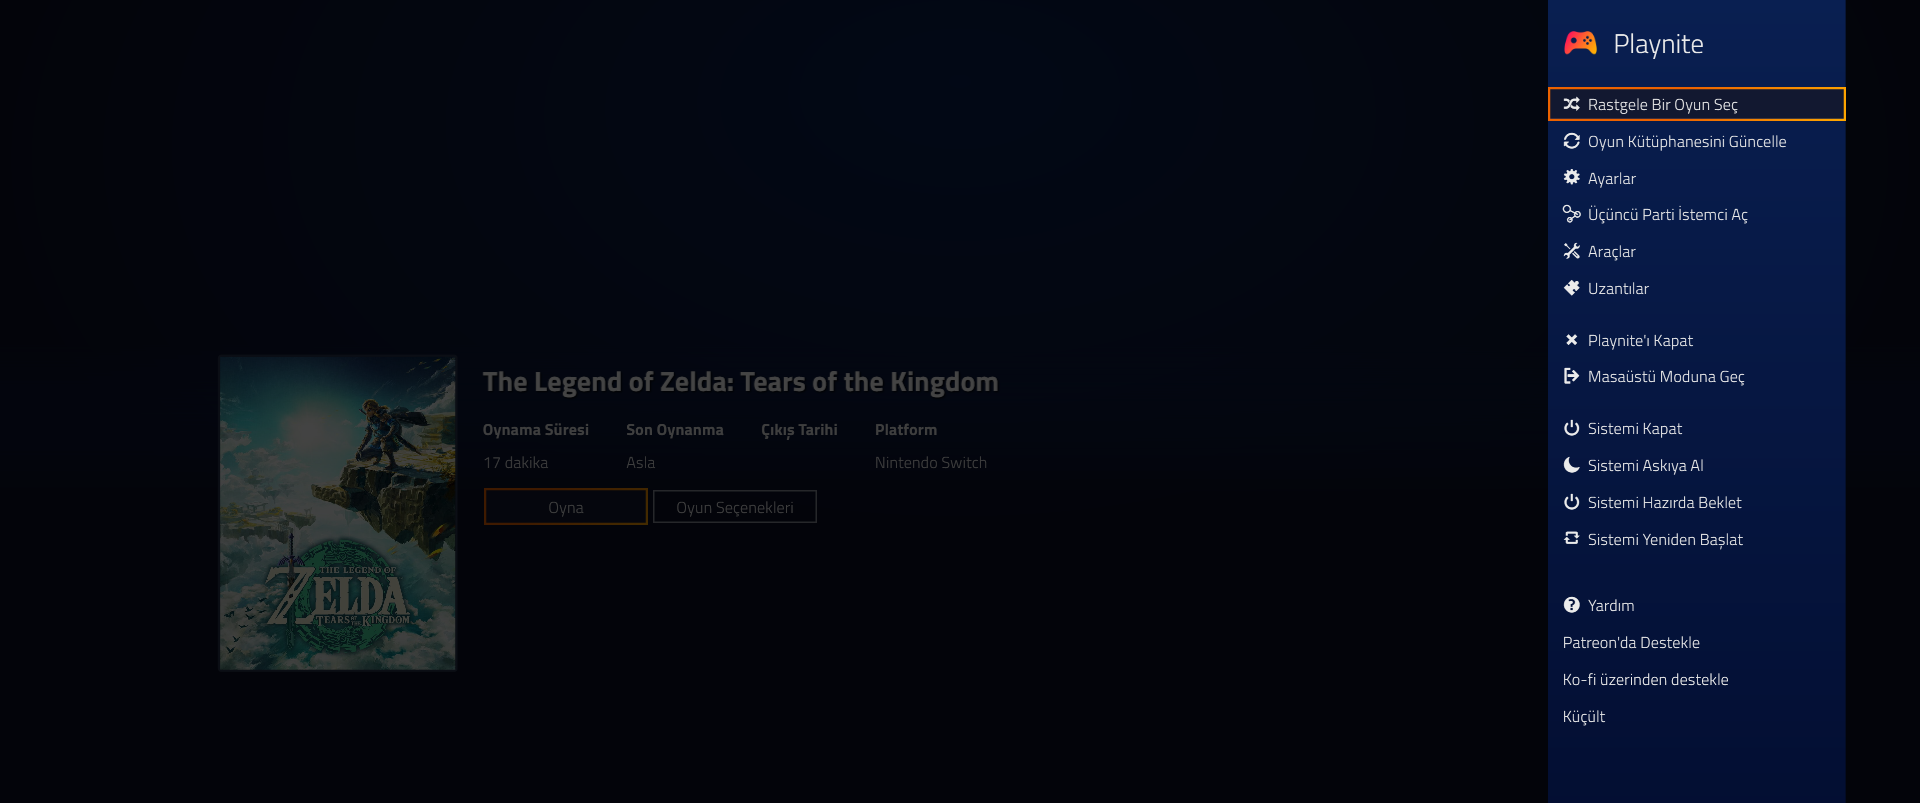 The Legend of Zelda: Tears of the Kingdom
Oynama Süresi Son Oynanma Çıkış Tarihi Platform
17 dakika Asla Nintendo Switch
Oyna Oyun Seçenekleri
THE LEGEND OF
ZELDA
TEARS OF THE KINGDOM
Playnite
Rastgele Bir Oyun Seç
Oyun Kütüphanesini Güncelle
Ayarlar
Üçüncü Parti İstemci Aç
Araçlar
Uzantılar
Playnite'ı Kapat
Masaüstü Moduna Geç
Sistemi Kapat
Sistemi Askıya Al
Sistemi Hazırda Beklet
Sistemi Yeniden Başlat
Yardım
Patreon'da Destekle
Ko-fi üzerinden destekle
Küçült